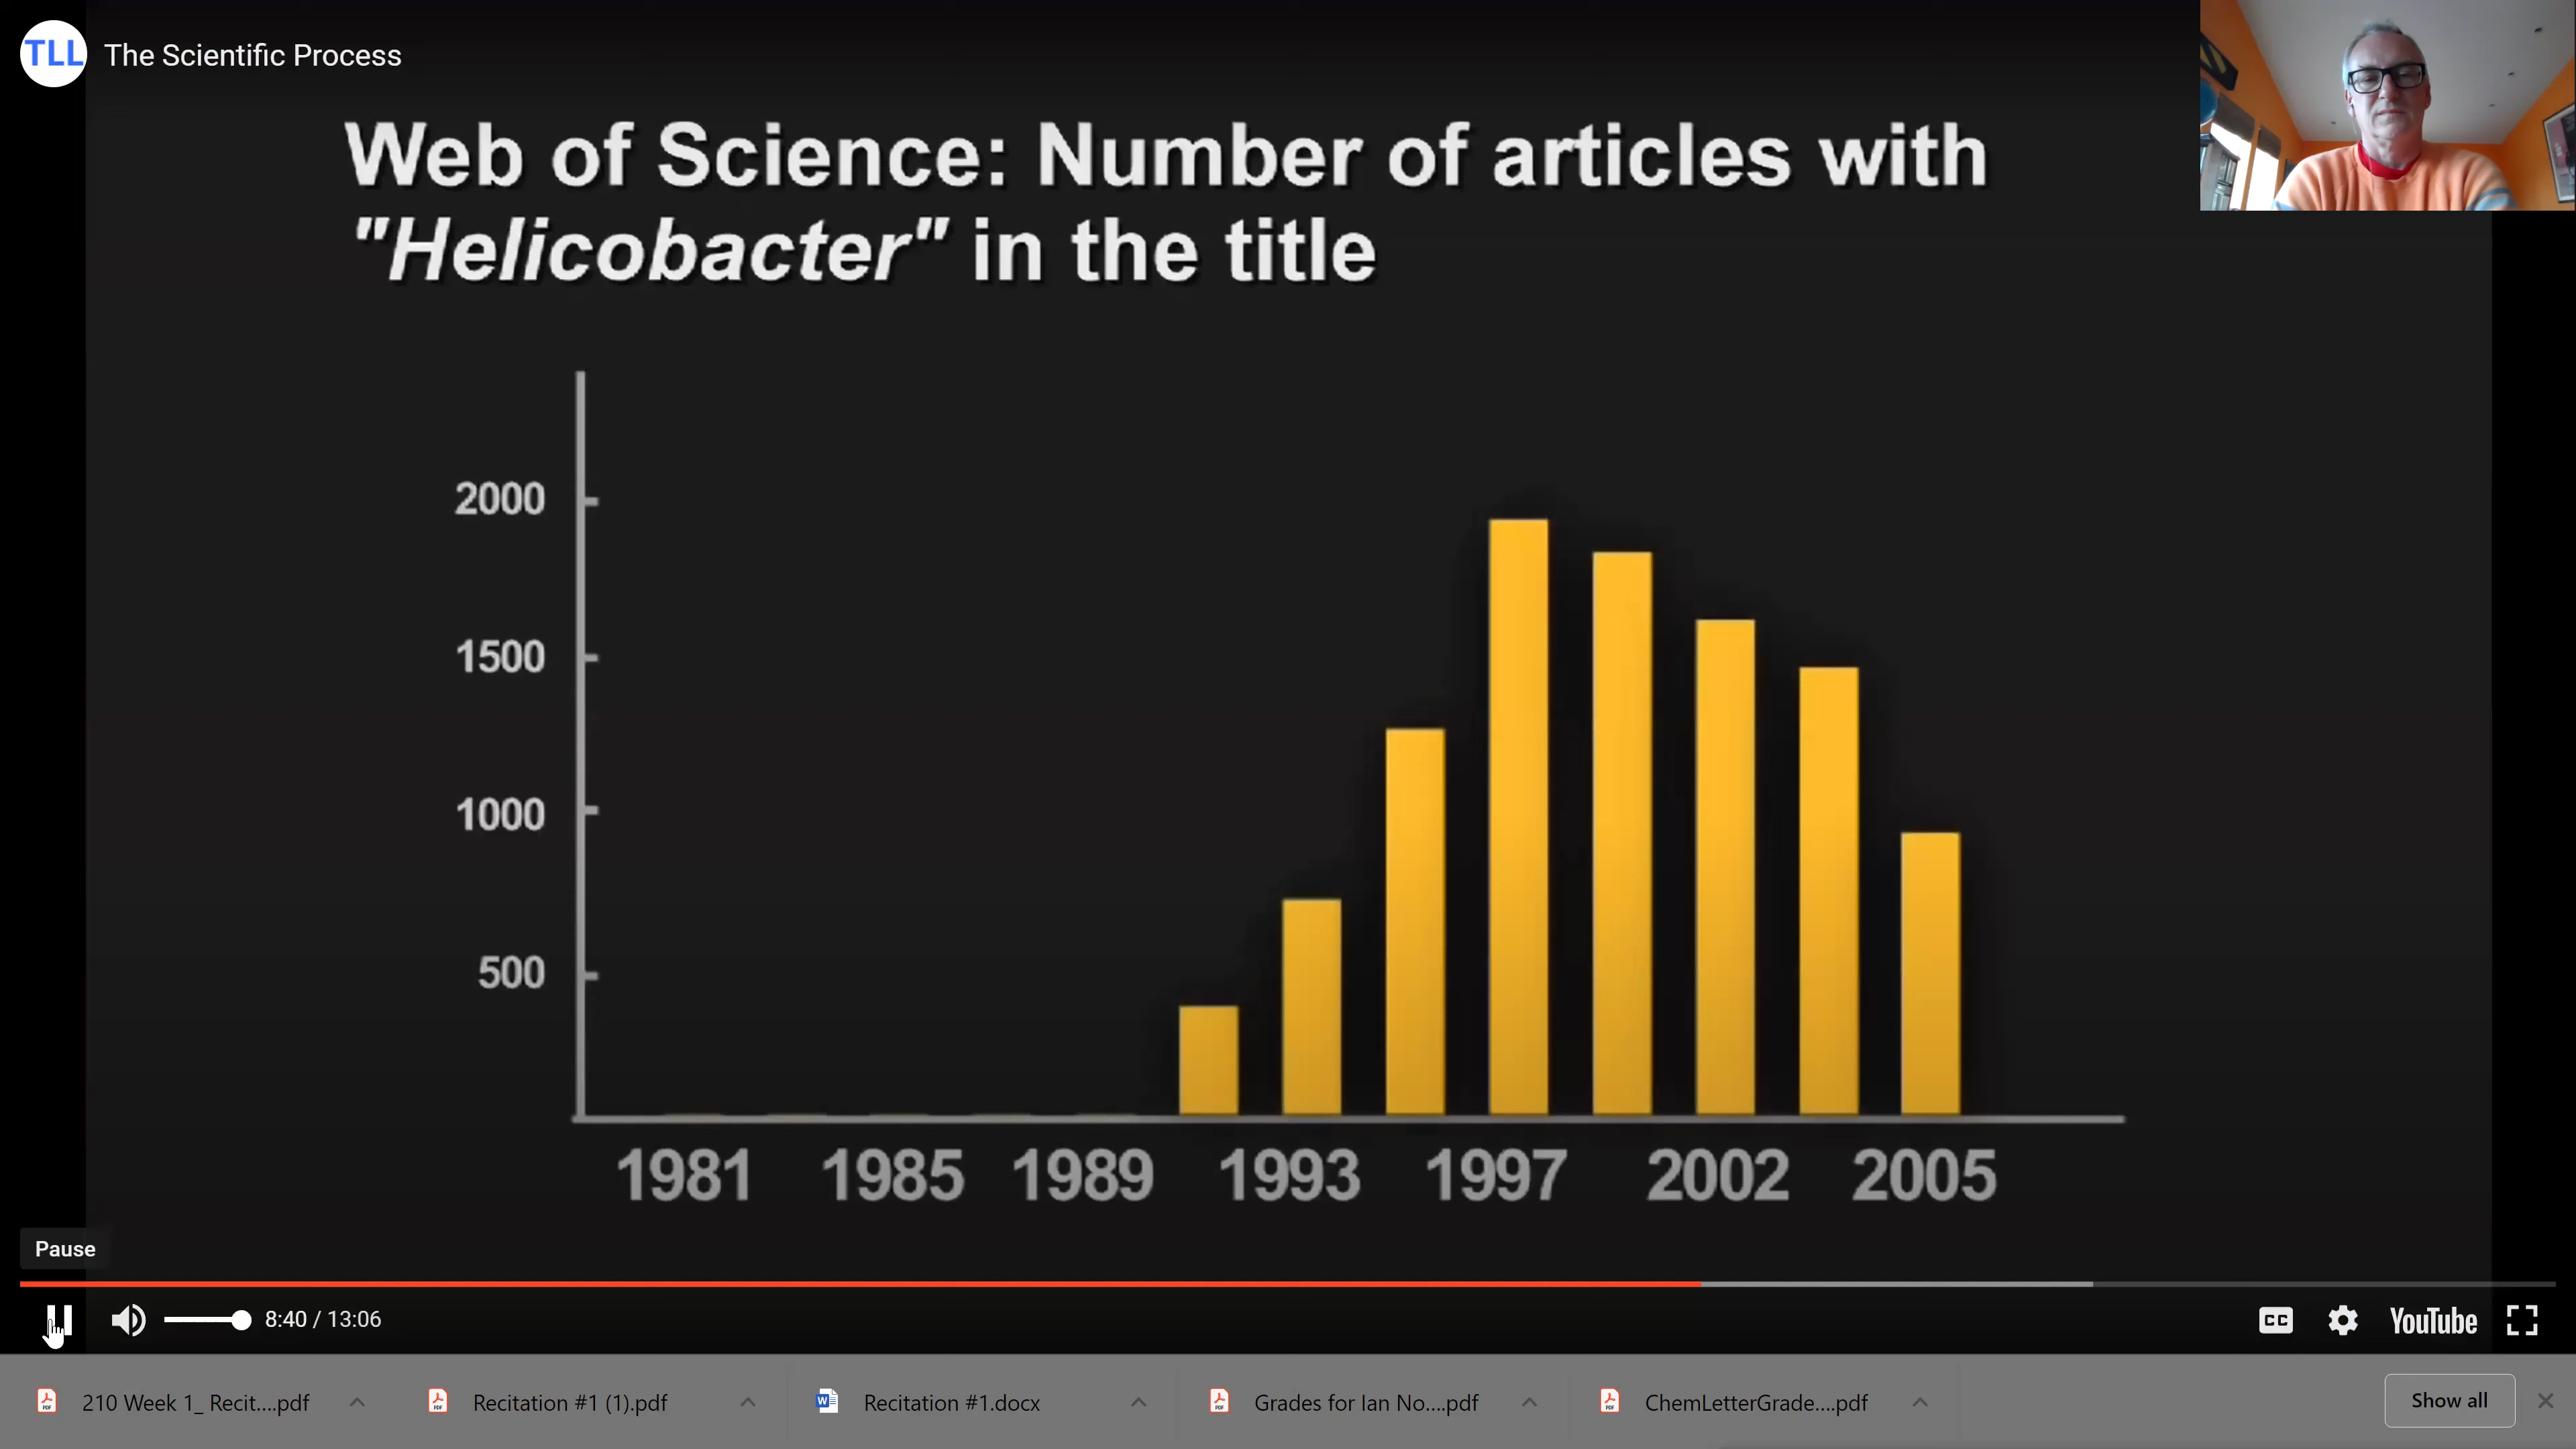 TLL The Scientific Process
Web of Science: Number of articles with
"Helicobacter" in the title
2000
1500
1000
500
1981 1985 1989 1993 1997 2002 2005
Pause
8:40 / 13:06
CC
YouTube
210 Week 1_ Recit....pdf
Recitation #1 (1).pdf
Recitation #1.docx
Grades for Ian No....pdf
ChemLetterGrade....pdf
Show all